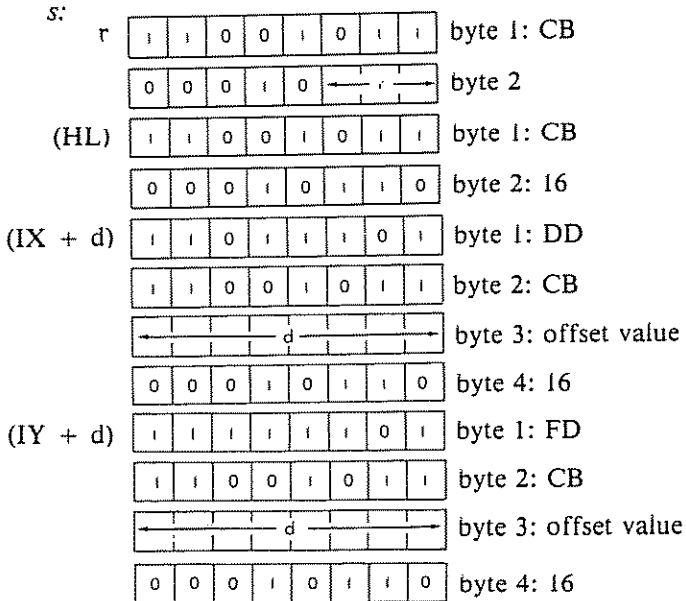 s:
r 1 1 0 0 1 0 1 1 byte 1: CB
0 0 0 1 0 r byte 2
(HL) 1 1 0 0 1 0 1 1 byte 1: CB
0 0 0 1 0 1 1 0 byte 2: 16
(IX + d) 1 1 0 1 1 1 0 1 byte 1: DD
1 1 0 0 1 0 1 1 byte 2: CB
d byte 3: offset value
0 0 0 1 0 1 1 0 byte 4: 16
(IY + d) 1 1 1 1 1 1 0 1 byte 1: FD
1 1 0 0 1 0 1 1 byte 2: CB
d byte 3: offset value
0 0 0 1 0 1 1 0 byte 4: 16